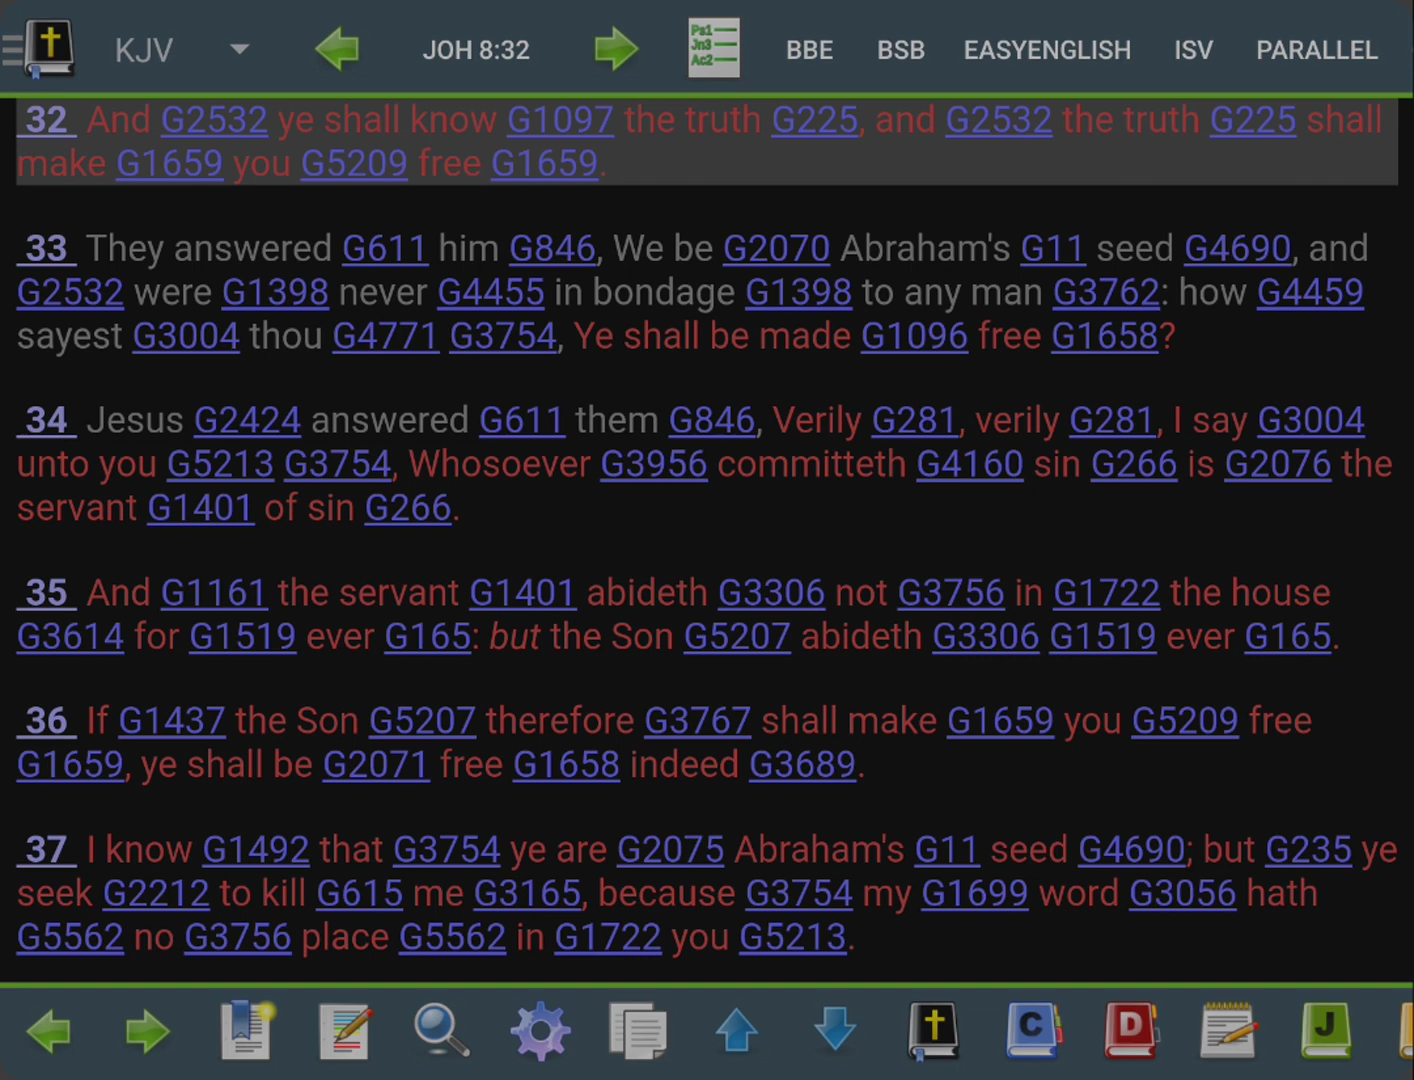 KJV JOH 8:32 Ps1 Jn3 Ac2 BBE BSB EASYENGLISH ISV PARALLEL
32 And G2532 ye shall know G1097 the truth G225, and G2532 the truth G225 shall
make G1659 you G5209 free G1659.
33 They answered G611 him G846, We be G2070 Abraham's G11 seed G4690, and
G2532 were G1398 never G4455 in bondage G1398 to any man G3762: how G4459
sayest G3004 thou G4771 G3754, Ye shall be made G1096 free G1658?
34 Jesus G2424 answered G611 them G846, Verily G281, verily G281, I say G3004
unto you G5213 G3754, Whosoever G3956 committeth G4160 sin G266 is G2076 the
servant G1401 of sin G266.
35 And G1161 the servant G1401 abideth G3306 not G3756 in G1722 the house
G3614 for G1519 ever G165: but the Son G5207 abideth G3306 G1519 ever G165.
36 If G1437 the Son G5207 therefore G3767 shall make G1659 you G5209 free
G1659, ye shall be G2071 free G1658 indeed G3689.
37 I know G1492 that G3754 ye are G2075 Abraham's G11 seed G4690; but G235 ye
seek G2212 to kill G615 me G3165, because G3754 my G1699 word G3056 hath
G5562 no G3756 place G5562 in G1722 you G5213.
C D J